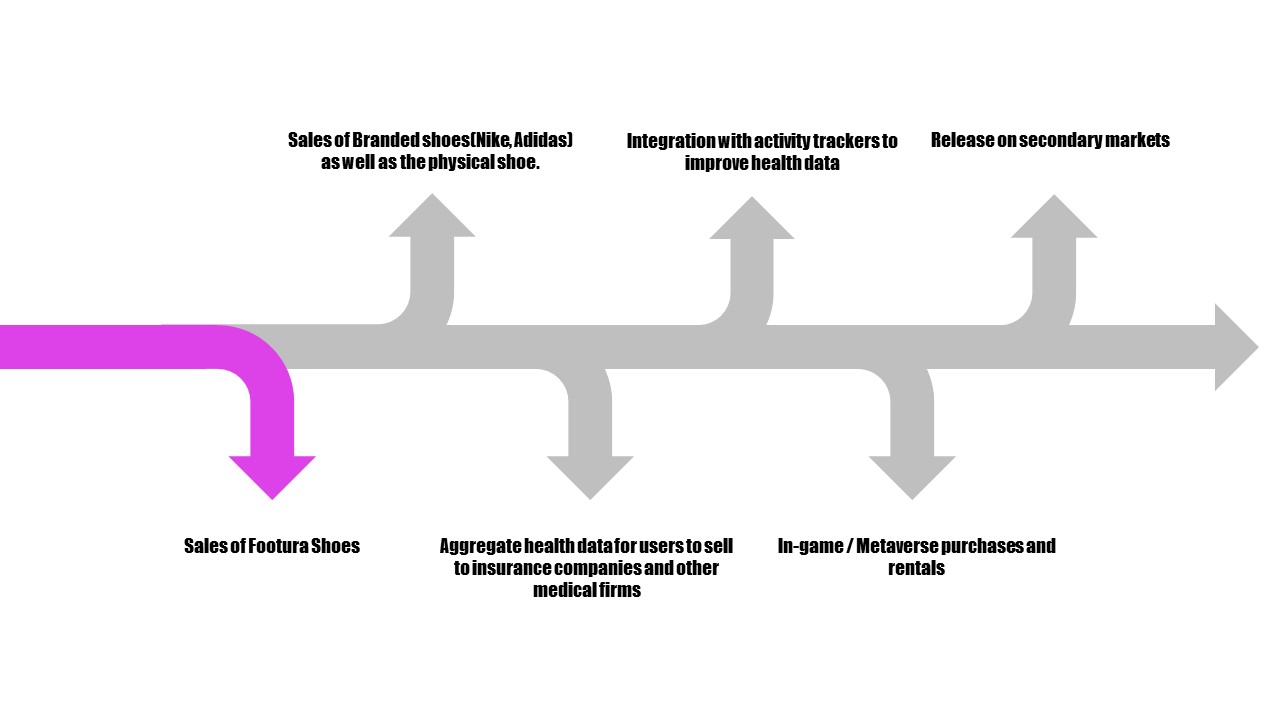 Sales of Branded shoes(Nike, Adidas)
as well as the physical shoe.
Integration with activity trackers to
improve health data
Release on secondary markets
Sales of Footura Shoes
Aggregate health data for users to sell
to insurance companies and other
medical firms
In-game / Metaverse purchases and
rentals